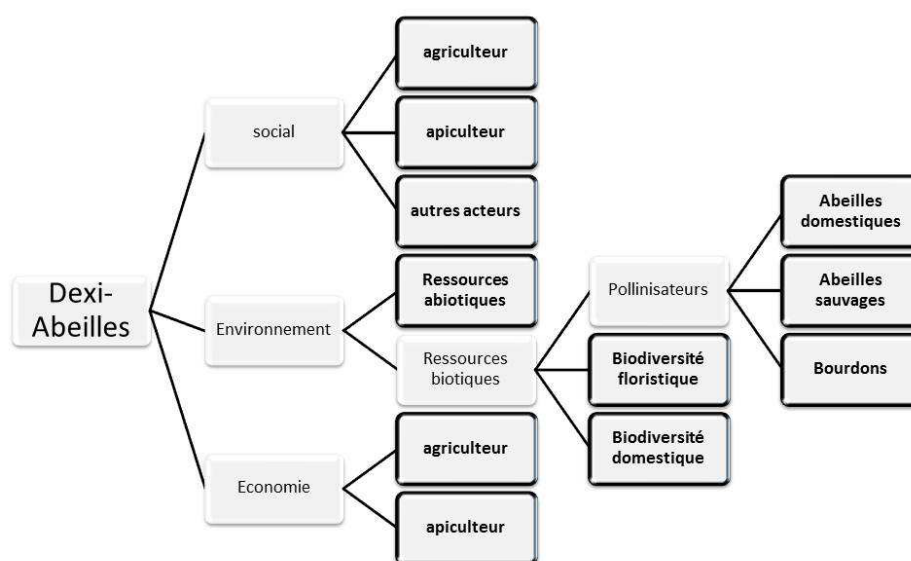 agriculteur
social
apiculteur
autres acteurs
Abeilles
domestiques
Dexi-
Abeilles
Environnement
Ressources
abiotiques
Pollinisateurs
Abeilles
sauvages
Ressources
biotiques
Biodiversité
floristique
Bourdons
Economie
agriculteur
Biodiversité
domestique
apiculteur